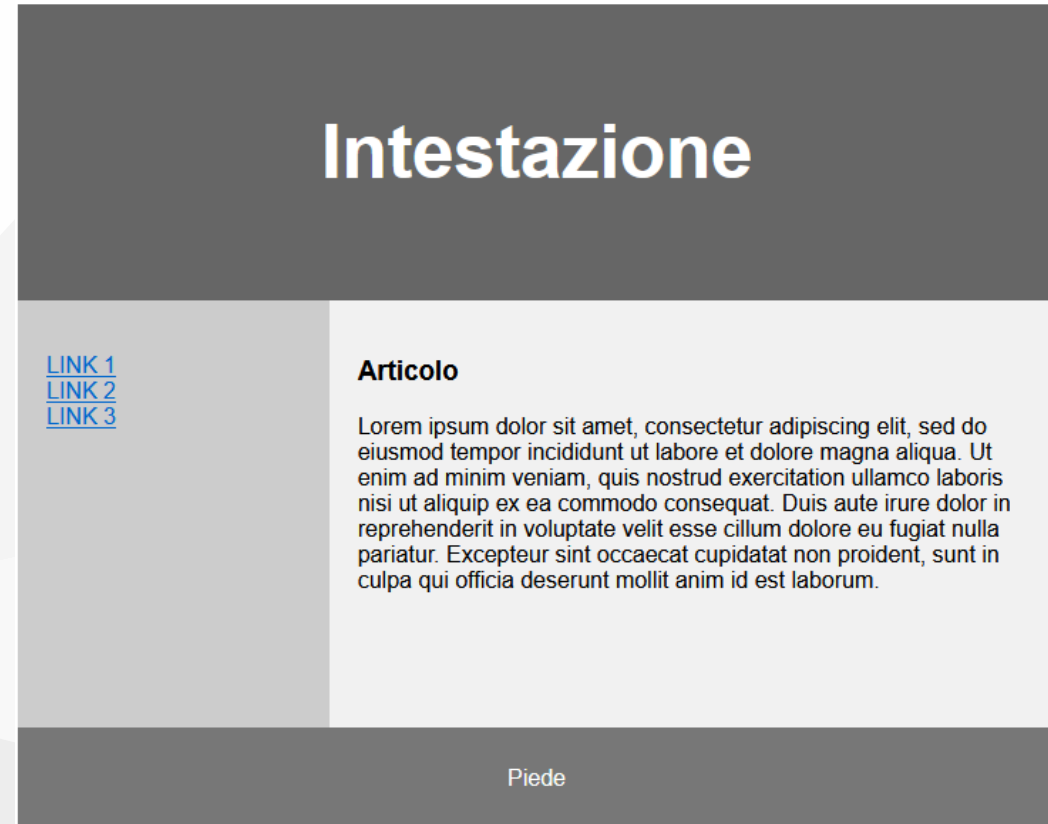 Intestazione
LINK 1
LINK 2
LINK 3
Articolo
Lorem ipsum dolor sit amet, consectetur adipiscing elit, sed do
eiusmod tempor incididunt ut labore et dolore magna aliqua. Ut
enim ad minim veniam, quis nostrud exercitation ullamco laboris
nisi ut aliquip ex ea commodo consequat. Duis aute irure dolor in
reprehenderit in voluptate velit esse cillum dolore eu fugiat nulla
pariatur. Excepteur sint occaecat cupidatat non proident, sunt in
culpa qui officia deserunt mollit anim id est laborum.
Piede